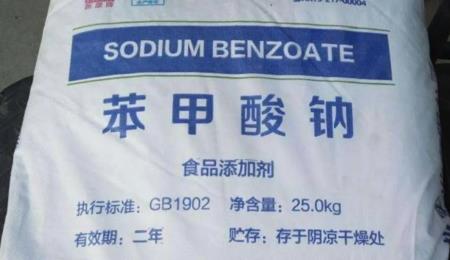 SODIUM BENZOATE
苯甲酸钠
食品添加剂
执行标准：GB1902 净含量：25.0kg
有效期：二年 贮存：存于阴凉干燥处